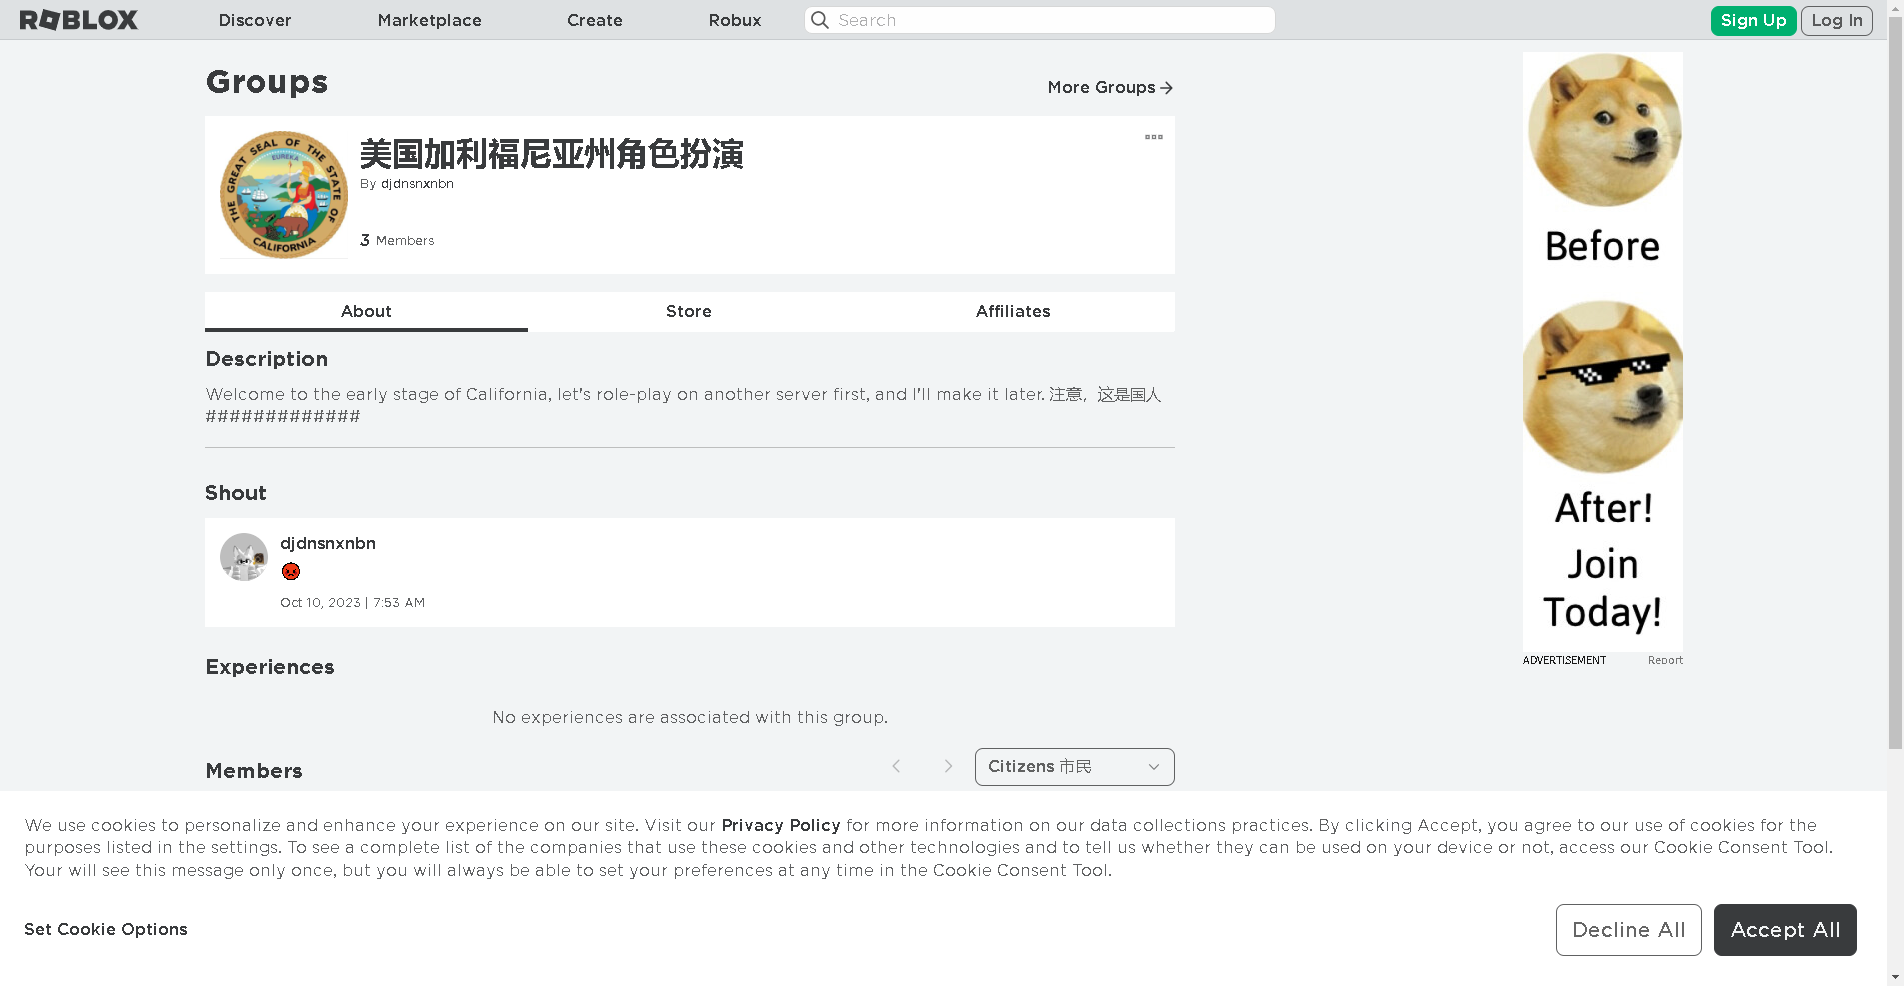 ROBLOX
Discover
Marketplace
Create
Robux
Search
Sign Up
Log In
Groups
More Groups
THE GREAT SEAL OF THE STATE OF CALIFORNIA
EUREKA
美国加利福尼亚州角色扮演
By djdnsnxnbn
3 Members
About
Store
Affiliates
Description
Welcome to the early stage of California, let's role-play on another server first, and I'll make it later. 注意，这是国人
#############
Shout
djdnsnxnbn
Oct 10, 2023 | 7:53 AM
Experiences
No experiences are associated with this group.
Members
Citizens 市民
Before
After!
Join
Today!
ADVERTISEMENT
Report
We use cookies to personalize and enhance your experience on our site. Visit our Privacy Policy for more information on our data collections practices. By clicking Accept, you agree to our use of cookies for the
purposes listed in the settings. To see a complete list of the companies that use these cookies and other technologies and to tell us whether they can be used on your device or not, access our Cookie Consent Tool.
Your will see this message only once, but you will always be able to set your preferences at any time in the Cookie Consent Tool.
Set Cookie Options
Decline All
Accept All